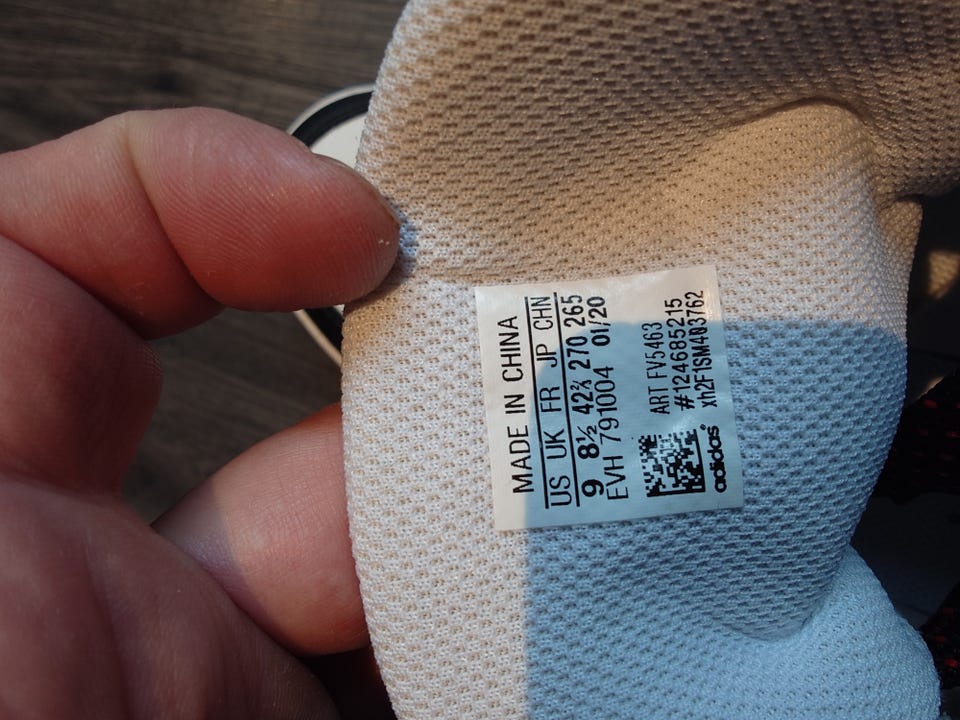 MADE IN CHINA
US UK FR JP CHN
9 8½ 42⅔ 270 265
EVH 791004 01/20
ART FV5463
#124685215
xh2F1SM403762
adidas®